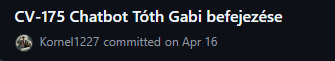 CV-175 Chatbot Tóth Gabi befejezése
Kornel1227 committed on Apr 16